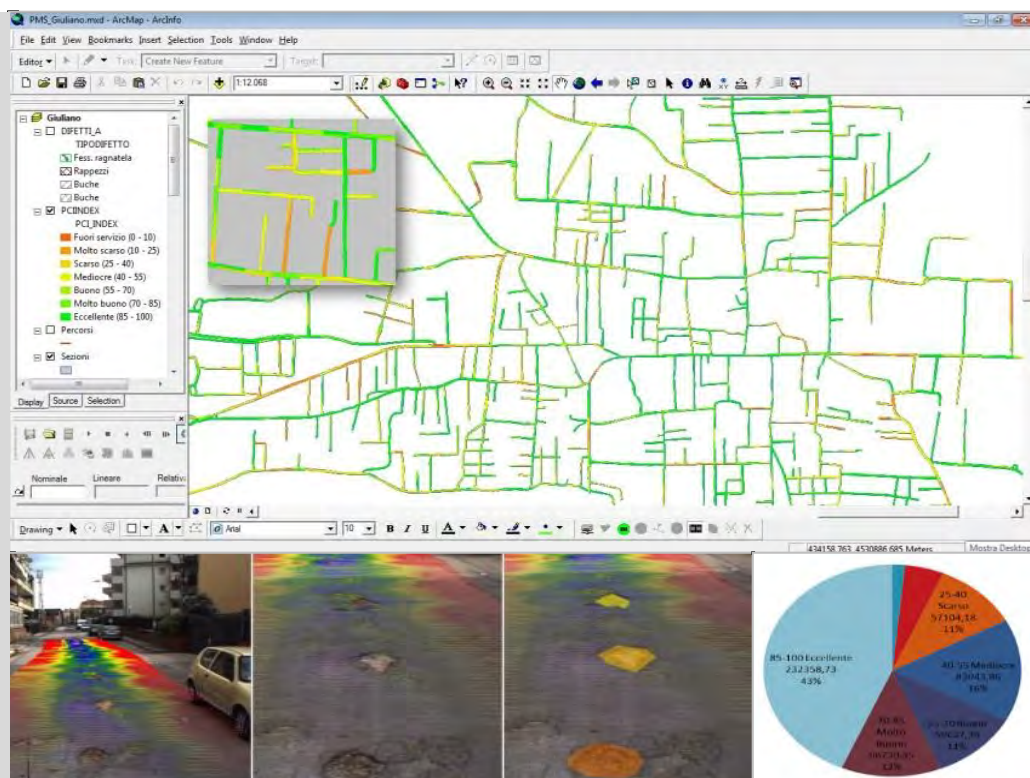 PMS_Giuliano.mxd - ArcMap - ArcInfo
File Edit View Bookmarks Insert Selection Tools Window Help
Editor Task: Create New Feature Target:
1:12.068
Giuliano
DIFETTI_A
TIPODIFETTO
Fess. ragnatela
Rappezzi
Buche
Buche
PCIINDEX
PCI_INDEX
Fuori servizio (0 - 10)
Molto scarso (10 - 25)
Scarso (25 - 40)
Mediocre (40 - 55)
Buono (55 - 70)
Molto buono (70 - 85)
Eccellente (85 - 100)
Percorsi
Sezioni
Display Source Selection
Nominale Lineare Relativa
Drawing A Arial 10 B I U A
434158,763 4530886,685 Meters Mostra Desktop
25-40
Scarso
57104,18
11%
85-100 Eccellente
232358,73
43%
40-55 Mediocre
16%
Molto
Buono
12%
11%